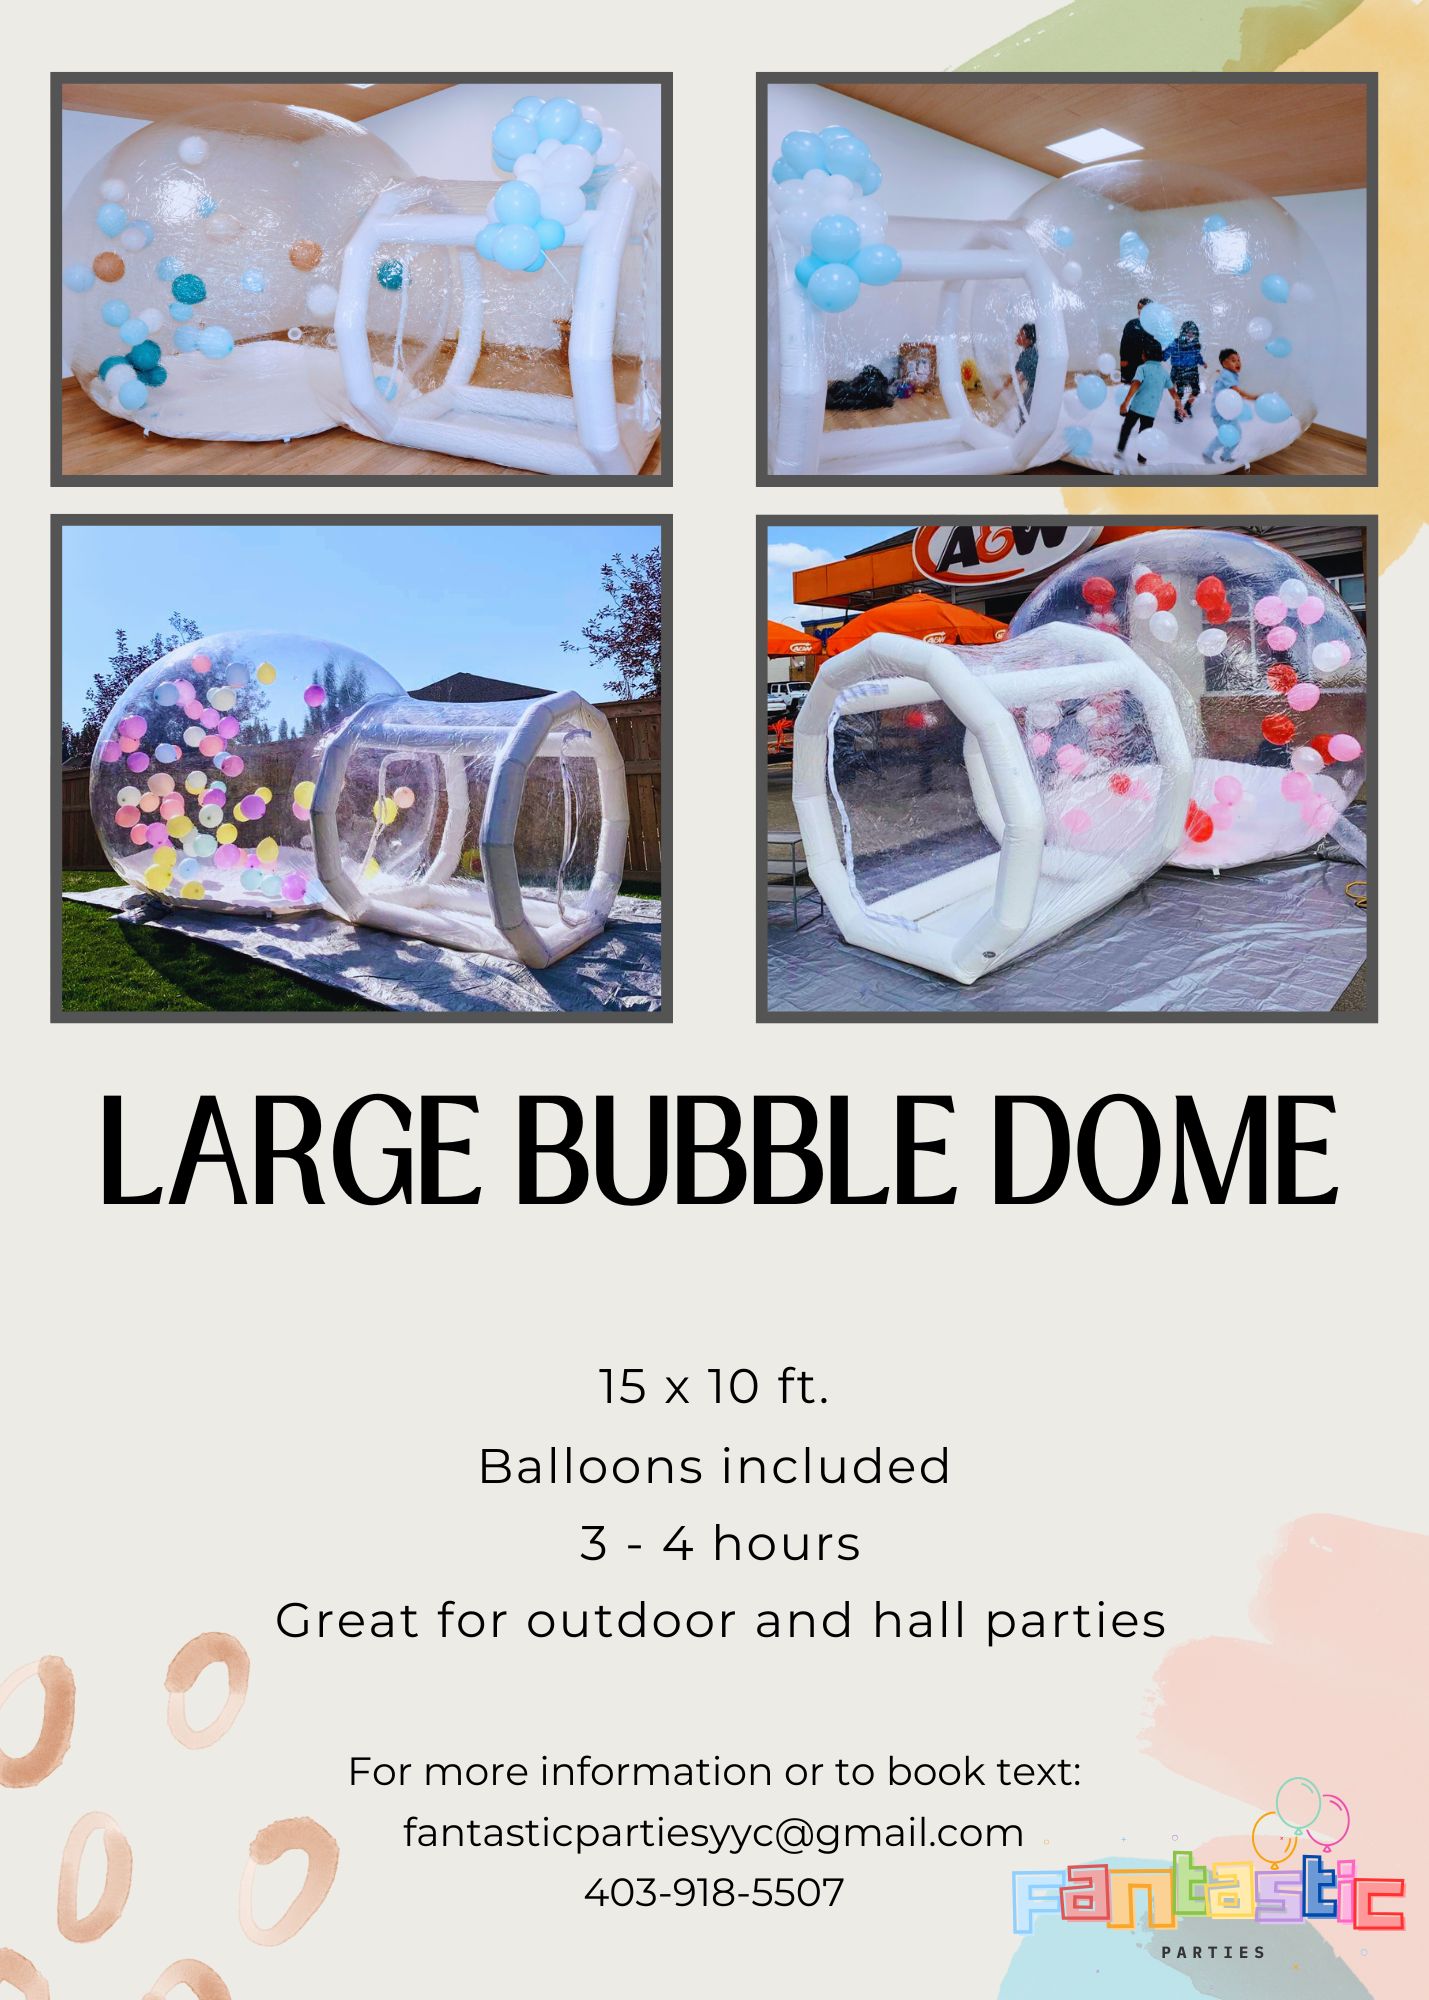 A&W
A&W
A&W
LARGE BUBBLE DOME
15 x 10 ft.
Balloons included
3 - 4 hours
Great for outdoor and hall parties
For more information or to book text:
fantasticpartiesyyc@gmail.com
403-918-5507
fantastic
PARTIES